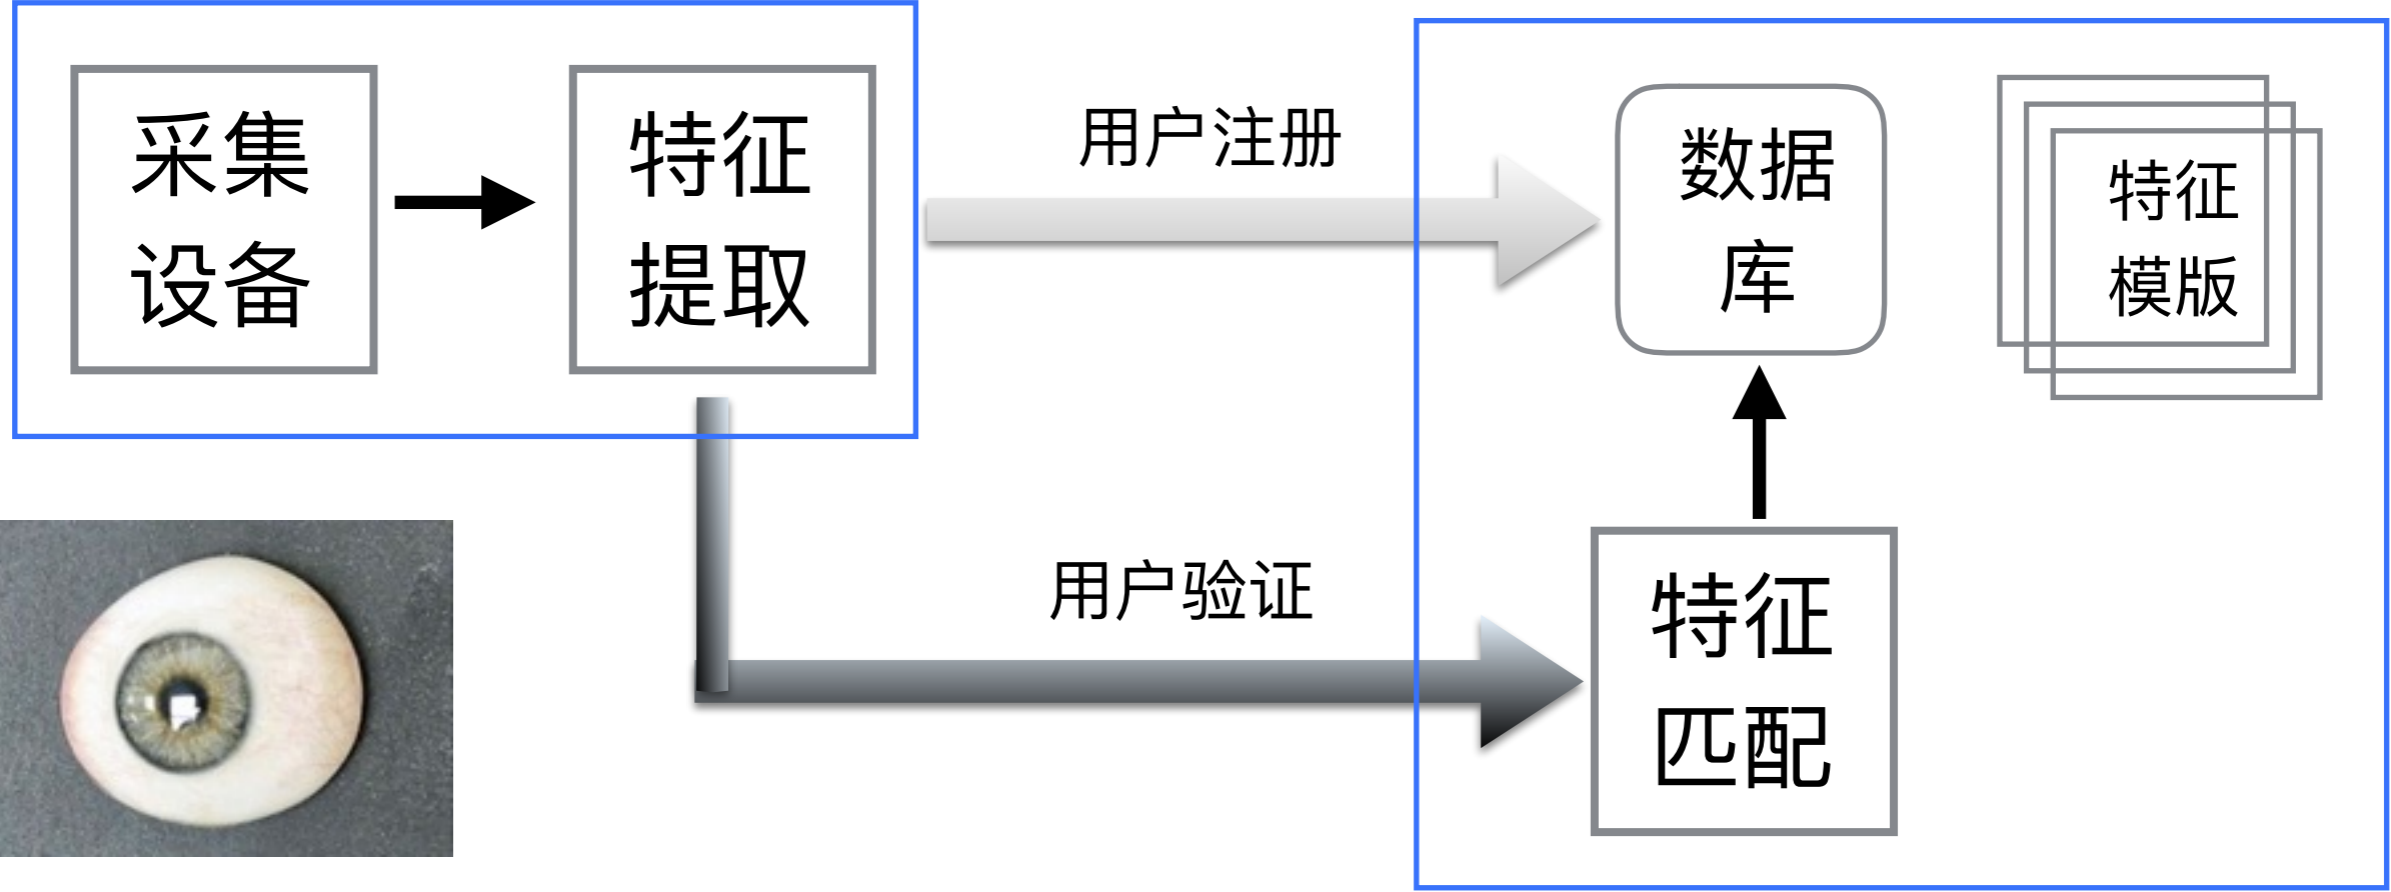 采集
设备
特征
提取
用户注册
数据
库
特征
模版
用户验证
特征
匹配